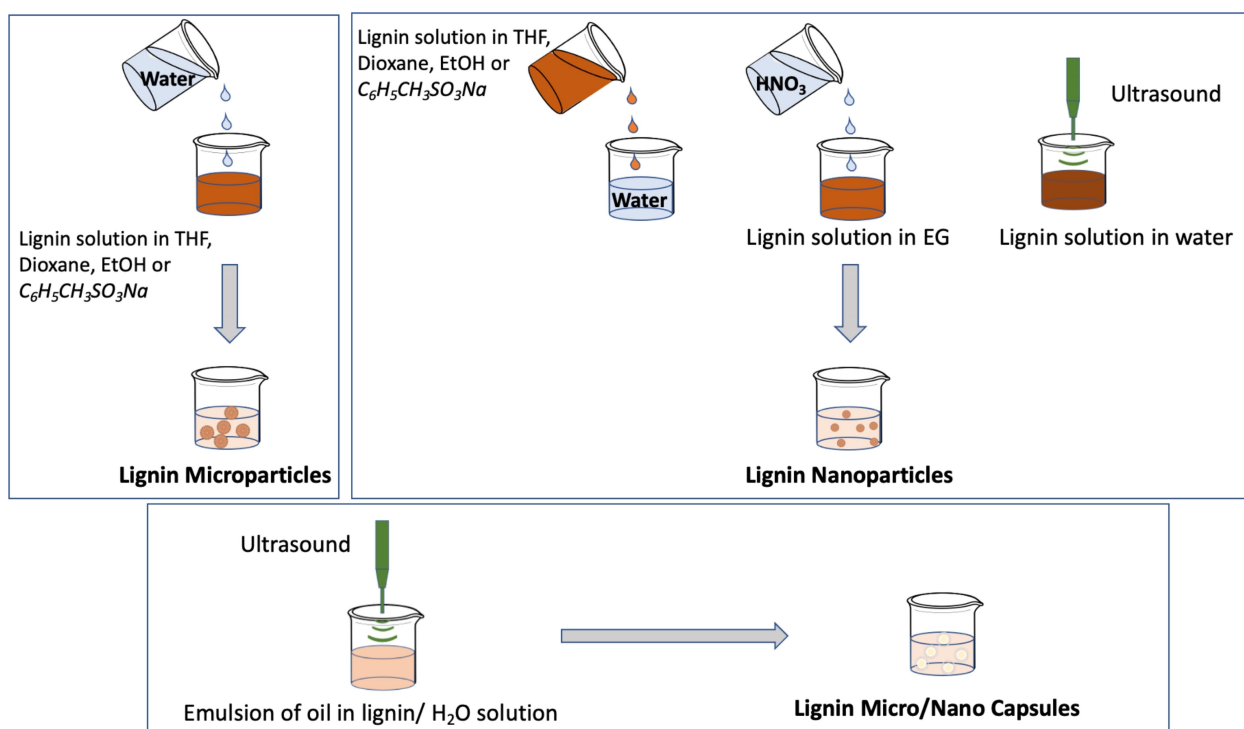 Water
Lignin solution in THF,
Dioxane, EtOH or
C₆H₅CH₃SO₃Na
Lignin Microparticles
Lignin solution in THF,
Dioxane, EtOH or
C₆H₅CH₃SO₃Na
Water
HNO₃
Lignin solution in EG
Ultrasound
Lignin solution in water
Lignin Nanoparticles
Ultrasound
Emulsion of oil in lignin/ H₂O solution
Lignin Micro/Nano Capsules